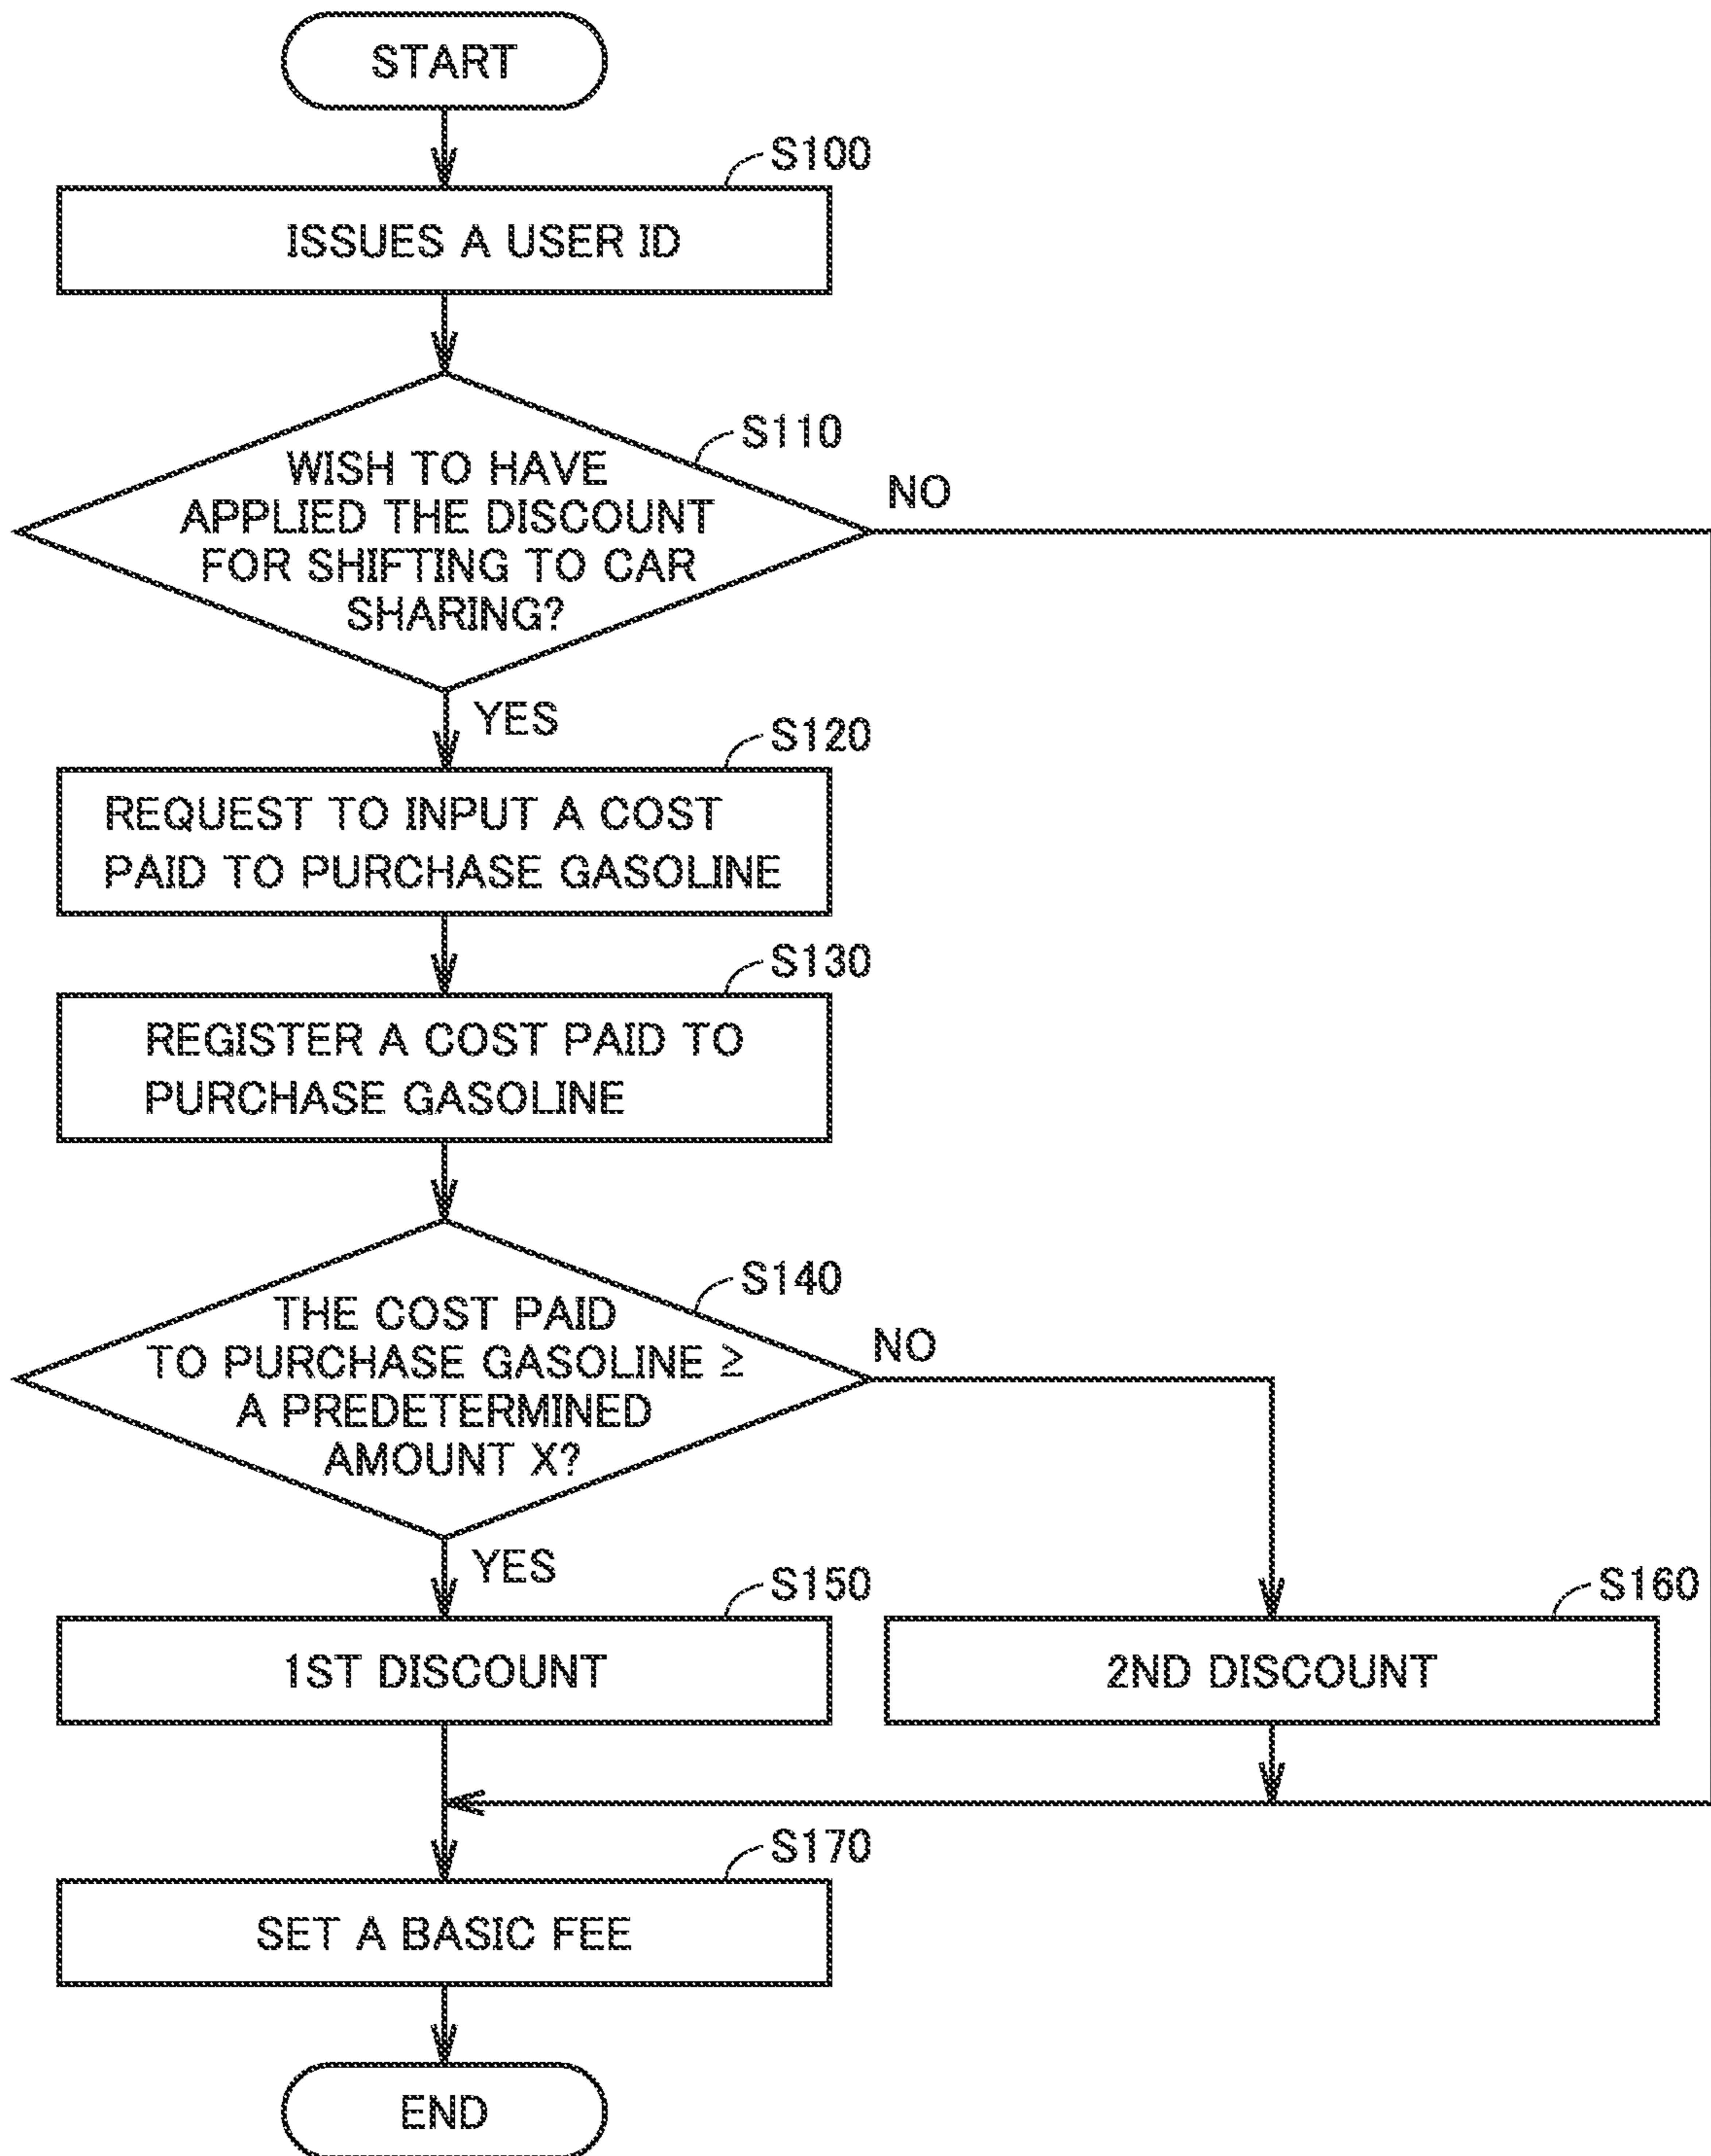 START
S100
ISSUES A USER ID
S110
WISH TO HAVE
APPLIED THE DISCOUNT
FOR SHIFTING TO CAR
SHARING?
NO
YES
S120
REQUEST TO INPUT A COST
PAID TO PURCHASE GASOLINE
S130
REGISTER A COST PAID TO
PURCHASE GASOLINE
S140
THE COST PAID
TO PURCHASE GASOLINE ≥
A PREDETERMINED
AMOUNT X?
NO
YES
S150
1ST DISCOUNT
S160
2ND DISCOUNT
S170
SET A BASIC FEE
END